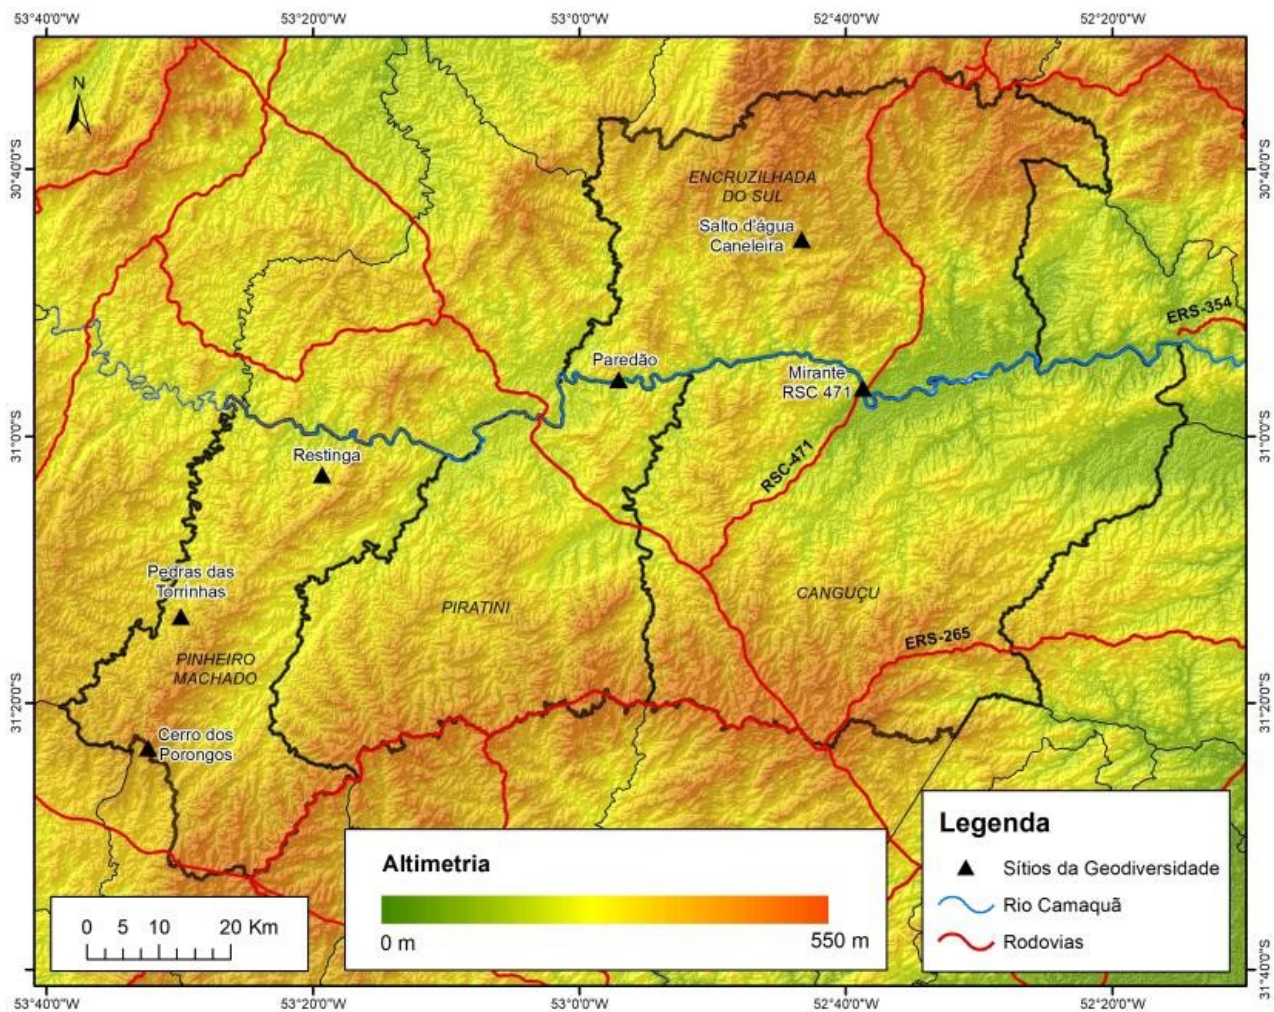 53°40'0"W
53°20'0"W
53°0'0"W
52°40'0"W
52°20'0"W
N
30°40'0"S
30°40'0"S
ENCRUZILHADA
DO SUL
Salto d'água
Caneleira
ERS-354
Paredão
Mirante
RSC 471
31°0'0"S
31°0'0"S
Restinga
RSC-471
Pedras das
Torrinhas
PIRATINI
CANGUÇU
ERS-265
PINHEIRO
MACHADO
31°20'0"S
31°20'0"S
Cerro dos
Porongos
Legenda
Sítios da Geodiversidade
Rio Camaquã
Rodovias
Altimetria
0 m
550 m
0 5 10 20 Km
31°40'0"S
53°40'0"W
53°20'0"W
53°0'0"W
52°40'0"W
52°20'0"W